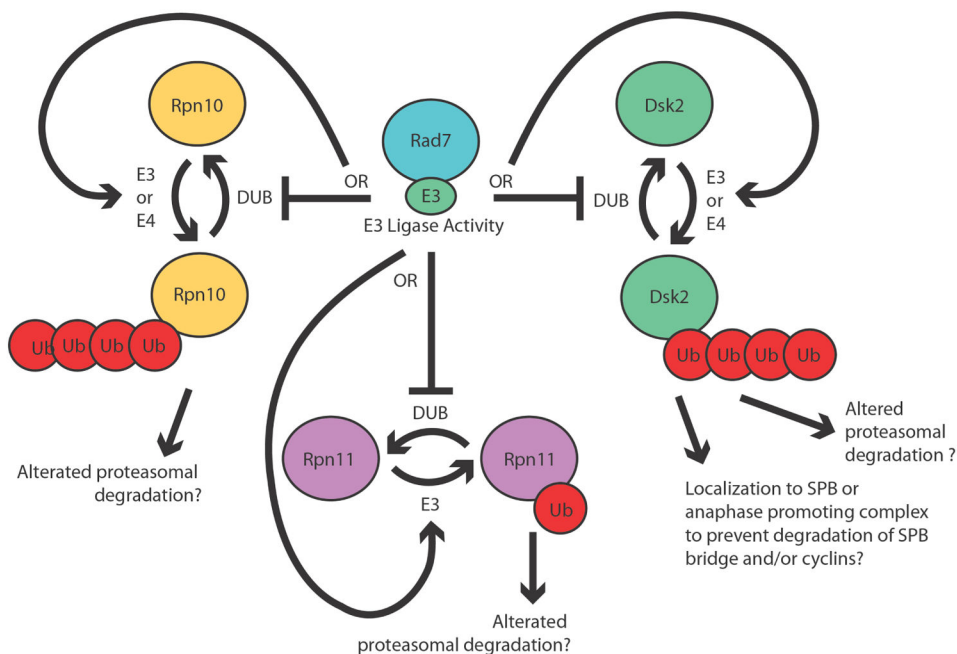 Rpn10
Dsk2
Rad7
E3
or
E4
DUB
OR
E3
OR
DUB
E3
or
E4
E3 Ligase Activity
OR
Rpn10
Ub
Ub
Ub
Ub
Dsk2
Ub
Ub
Ub
Ub
DUB
Rpn11
Rpn11
E3
Ub
Alterated proteasomal
degradation?
Altered
proteasomal
degradation ?
Localization to SPB or
anaphase promoting complex
to prevent degradation of SPB
bridge and/or cyclins?
Alterated
proteasomal degradation?